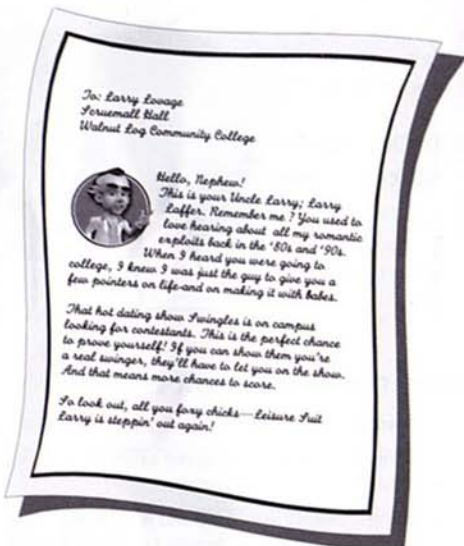 To: Larry Lovage
Scruemall Hall
Walnut Log Community College
Hello, Nephew!
This is your Uncle Larry; Larry
Laffer. Remember me? You used to
love hearing about all my romantic
exploits back in the '80s and '90s.
When I heard you were going to
college, I knew I was just the guy to give you a
few pointers on life–and on making it with babes.
That hot dating show Swingles is on campus
looking for contestants. This is the perfect chance
to prove yourself! If you can show them you're
a real swinger, they'll have to let you on the show.
And that means more chances to score.
So look out, all you foxy chicks—Leisure Suit
Larry is steppin' out again!